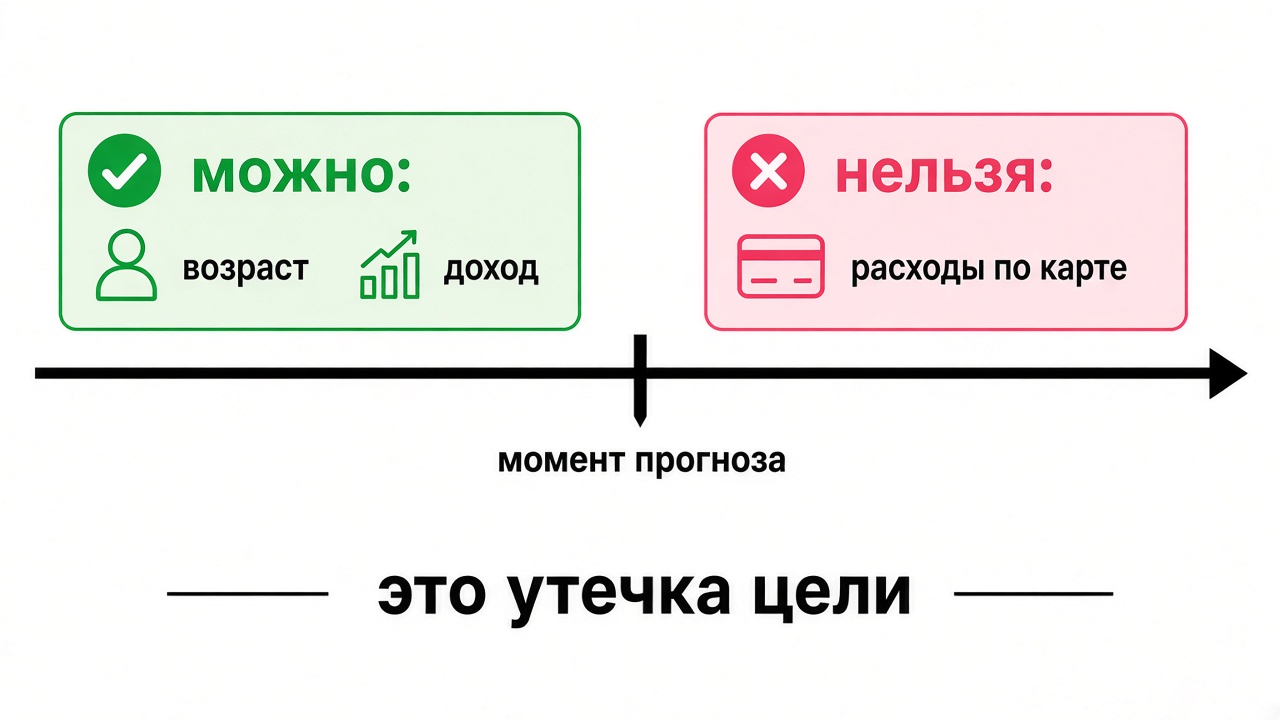 можно:
возраст
доход
нельзя:
расходы по карте
момент прогноза
это утечка цели